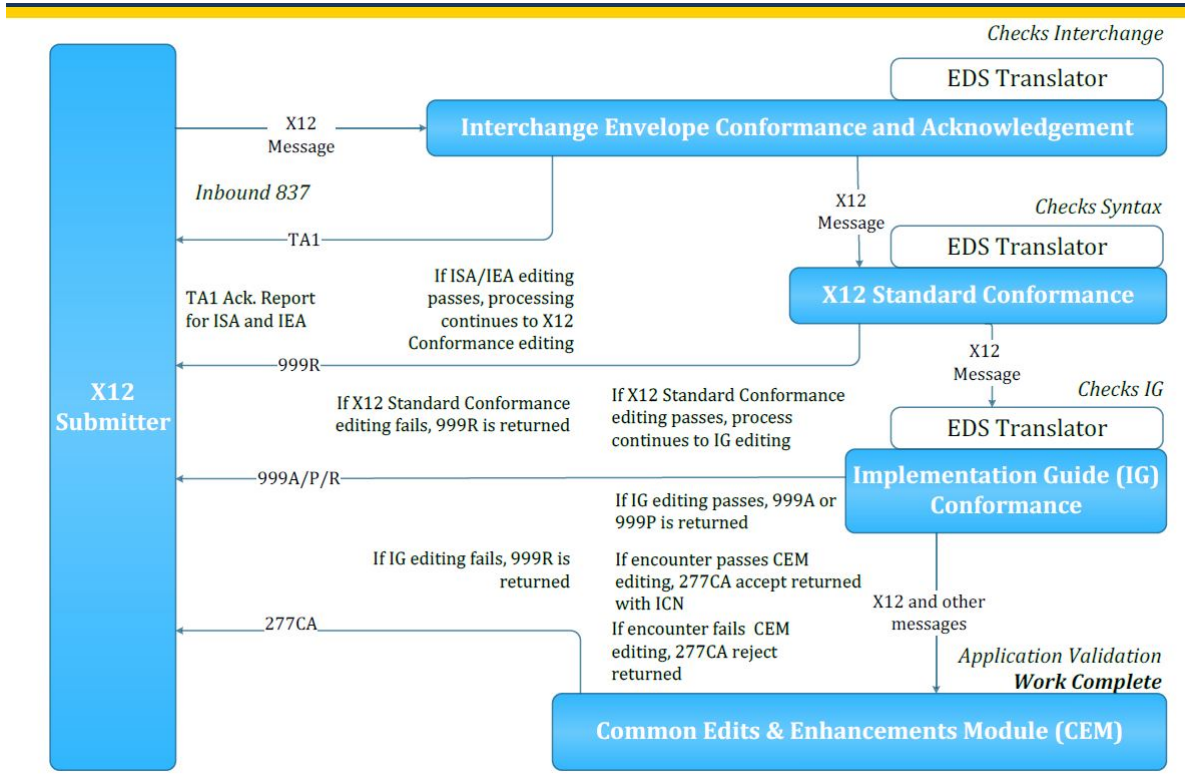 Checks Interchange
EDS Translator
X12
Message
Interchange Envelope Conformance and Acknowledgement
Inbound 837
X12
Message
Checks Syntax
TA1
EDS Translator
If ISA/IEA editing
passes, processing
continues to X12
Conformance editing
TA1 Ack. Report
for ISA and IEA
X12 Standard Conformance
999R
X12
Message
X12
Submitter
If X12 Standard Conformance
editing fails, 999R is returned
If X12 Standard Conformance
editing passes, process
continues to IG editing
Checks IG
EDS Translator
999A/P/R
Implementation Guide (IG)
Conformance
If IG editing passes, 999A or
999P is returned
If IG editing fails, 999R is
returned
If encounter passes CEM
editing, 277CA accept returned
with ICN
X12 and other
messages
277CA
If encounter fails CEM
editing, 277CA reject
returned
Application Validation
Work Complete
Common Edits & Enhancements Module (CEM)